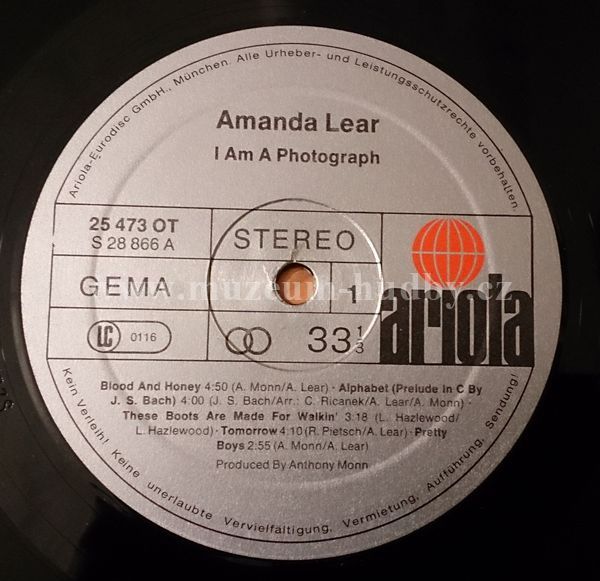 Ariola-Eurodisc GmbH., München. Alle Urheber- und Leistungsschutzrechte vorbehalten.
Amanda Lear
I Am A Photograph
25 473 OT
S 28 866 A
STEREO
GEMA
1
LC 0116
33 1/3
ariola
www.muzeum-hudby.cz
Blood And Honey 4:50 (A. Monn/A. Lear) · Alphabet (Prelude In C By
J. S. Bach) 4:00 (J. S. Bach/Arr.: C. Ricanek/A. Lear/A. Monn) ·
These Boots Are Made For Walkin' 3:18 (L. Hazlewood/
L. Hazlewood) · Tomorrow 4:10 (R. Pietsch/A. Lear) · Pretty
Boys 2:55 (A. Monn/A. Lear)
Produced By Anthony Monn
Kein Verleih! Keine unerlaubte Vervielfältigung, Vermietung, Aufführung, Sendung!